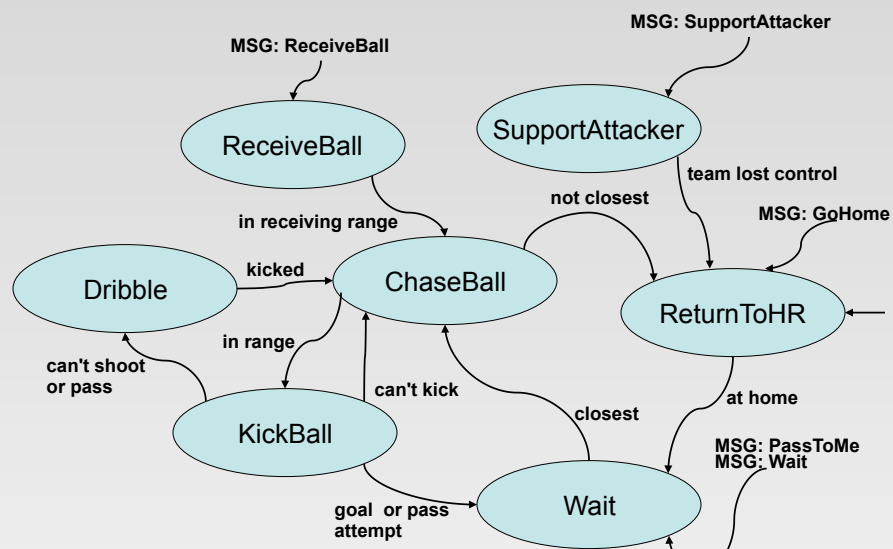 MSG: SupportAttacker
MSG: ReceiveBall
SupportAttacker
ReceiveBall
team lost control
not closest
MSG: GoHome
in receiving range
kicked
ChaseBall
Dribble
ReturnToHR
in range
can't shoot
or pass
can't kick
at home
closest
KickBall
MSG: PassToMe
MSG: Wait
goal  or pass
attempt
Wait